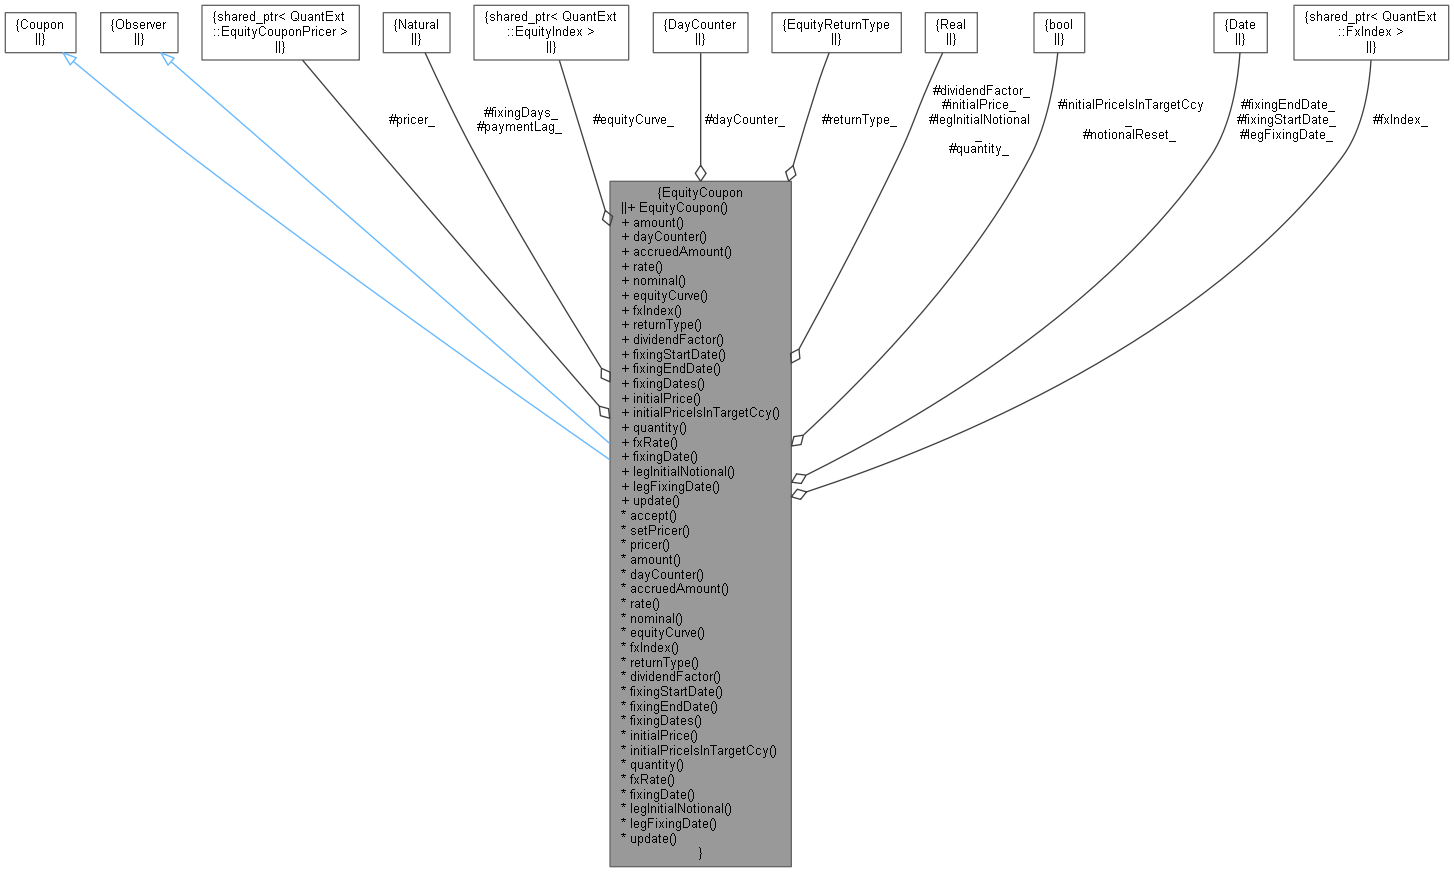 {Coupon
||}
{Observer
||}
{shared_ptr< QuantExt
::EquityCouponPricer >
||}
{Natural
||}
{shared_ptr< QuantExt
::EquityIndex >
||}
{DayCounter
||}
{EquityReturnType
||}
{Real
||}
{bool
||}
{Date
||}
{shared_ptr< QuantExt
::FxIndex >
||}
#pricer_
#fixingDays_
#paymentLag_
#equityCurve_
#dayCounter_
#returnType_
#dividendFactor_
#initialPrice_
#legInitialNotional
_
#quantity_
#initialPriceIsInTargetCcy
_
#notionalReset_
#fixingEndDate_
#fixingStartDate_
#legFixingDate_
#fxIndex_
{EquityCoupon
||+ EquityCoupon()
+ amount()
+ dayCounter()
+ accruedAmount()
+ rate()
+ nominal()
+ equityCurve()
+ fxIndex()
+ returnType()
+ dividendFactor()
+ fixingStartDate()
+ fixingEndDate()
+ fixingDates()
+ initialPrice()
+ initialPriceIsInTargetCcy()
+ quantity()
+ fxRate()
+ fixingDate()
+ legInitialNotional()
+ legFixingDate()
+ update()
* accept()
* setPricer()
* pricer()
* amount()
* dayCounter()
* accruedAmount()
* rate()
* nominal()
* equityCurve()
* fxIndex()
* returnType()
* dividendFactor()
* fixingStartDate()
* fixingEndDate()
* fixingDates()
* initialPrice()
* initialPriceIsInTargetCcy()
* quantity()
* fxRate()
* fixingDate()
* legInitialNotional()
* legFixingDate()
* update()
}